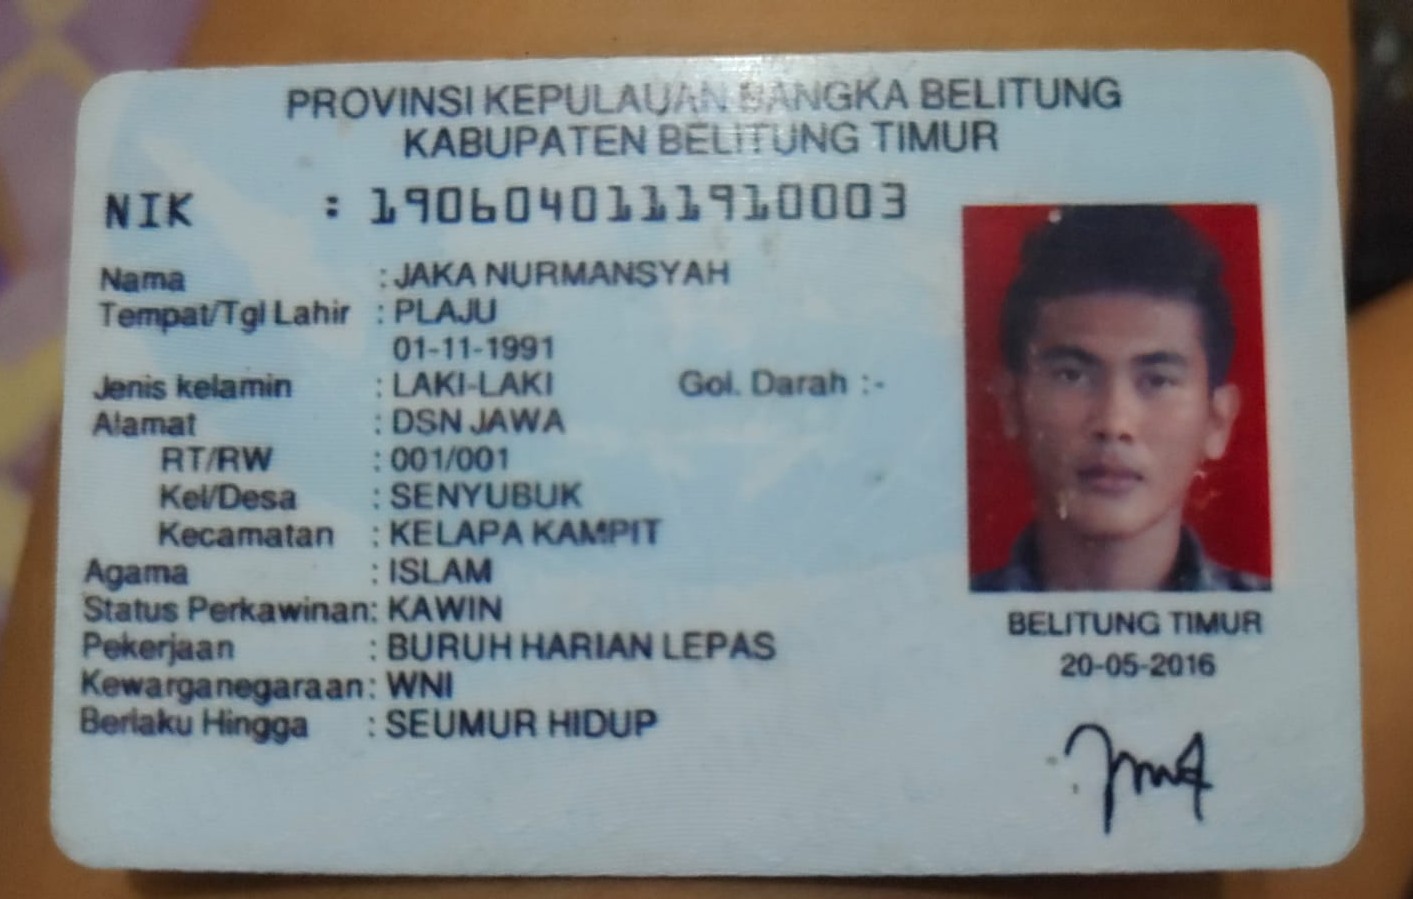 PROVINSI KEPULAUAN BANGKA BELITUNG
KABUPATEN BELITUNG TIMUR
NIK : 1906040111910003
Nama : JAKA NURMANSYAH
Tempat/Tgl Lahir : PLAJU
01-11-1991
Jenis kelamin : LAKI-LAKI Gol. Darah :-
Alamat : DSN JAWA
RT/RW : 001/001
Kel/Desa : SENYUBUK
Kecamatan : KELAPA KAMPIT
Agama : ISLAM
Status Perkawinan: KAWIN
Pekerjaan : BURUH HARIAN LEPAS
Kewarganegaraan: WNI
Berlaku Hingga : SEUMUR HIDUP
BELITUNG TIMUR
20-05-2016